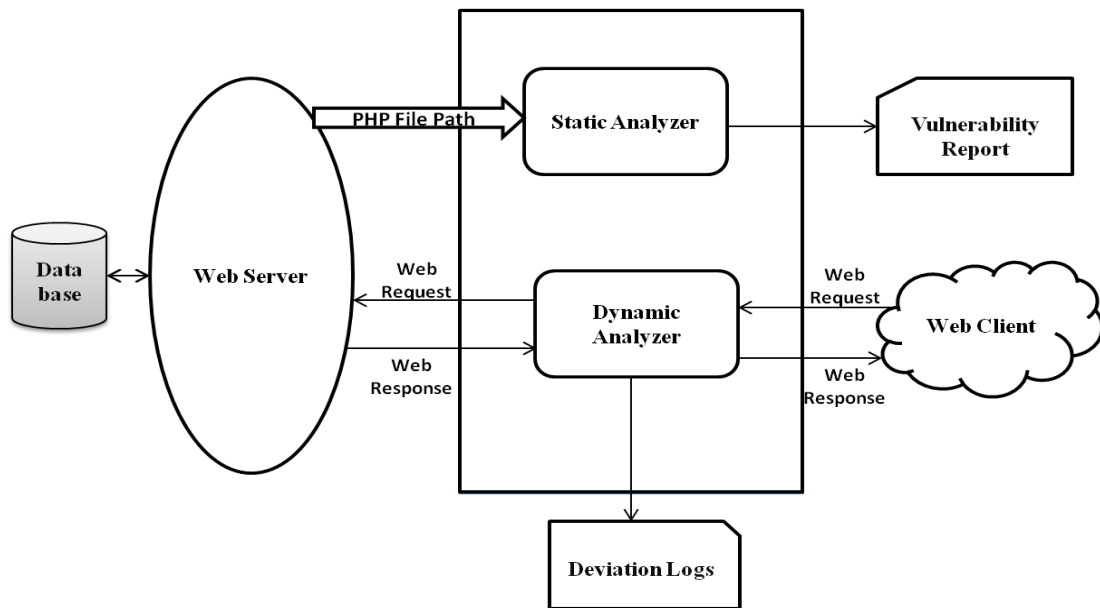 PHP File Path
Static Analyzer
Vulnerability
Report
Data
base
Web Server
Web
Request
Web
Response
Dynamic
Analyzer
Web
Request
Web
Response
Web Client
Deviation Logs